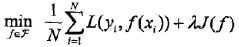 min_{f∈F} 1/N ∑_{i=1}^{N} L(y_i, f(x_i)) + λJ(f)